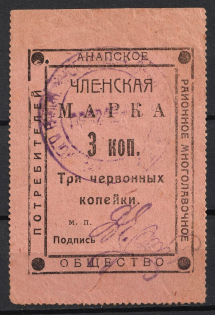 АНАПСКОЕ
РАЙОННОЕ МНОГОЛАВОЧНОЕ
ОБЩЕСТВО
ПОТРЕБИТЕЛЕЙ
ЧЛЕНСКАЯ
МАРКА
3 коп.
Три червонных
копейки.
м. п.
Подпись